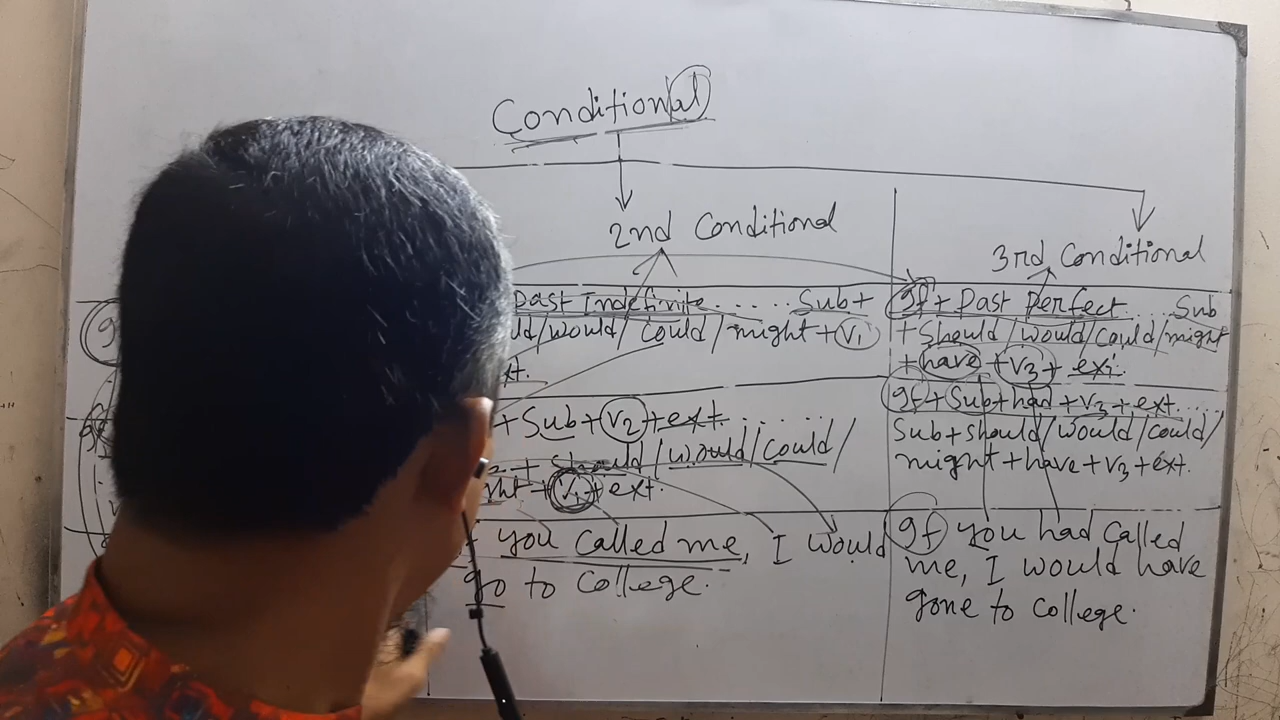 Conditional
2nd Conditional
Past Indefinite ...... Sub+
would/ could/ might + V1
ext.
+ Sub + V2 + ext. ......
+ should/would/could/
+ V1 + ext.
you called me, I would
go to college.
3rd Conditional
If + Past Perfect.... Sub
+ Should/would/could/might
+ have + V3 + ext.
If + Sub + had + V3 + ext.....
Sub + should/would/could/
might + have + V3 + ext.
If you had called
me, I would have
gone to college.